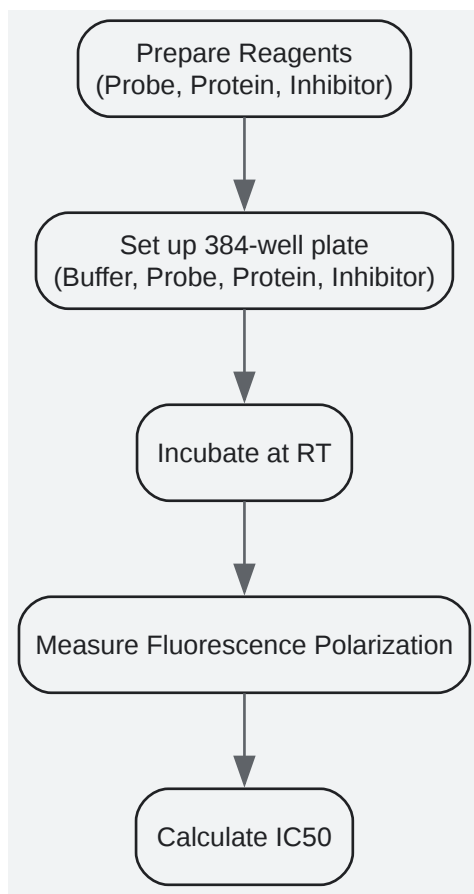 Prepare Reagents
(Probe, Protein, Inhibitor)
Set up 384-well plate
(Buffer, Probe, Protein, Inhibitor)
Incubate at RT
Measure Fluorescence Polarization
Calculate IC50